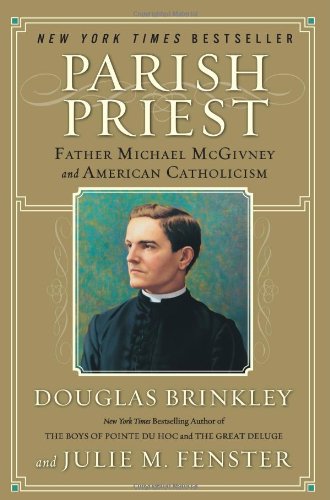 NEW YORK TIMES BESTSELLER
PARISH
PRIEST
FATHER MICHAEL MCGIVNEY
and AMERICAN CATHOLICISM
DOUGLAS BRINKLEY
New York Times Bestselling Author of
THE BOYS OF POINTE DU HOC and THE GREAT DELUGE
and JULIE M. FENSTER